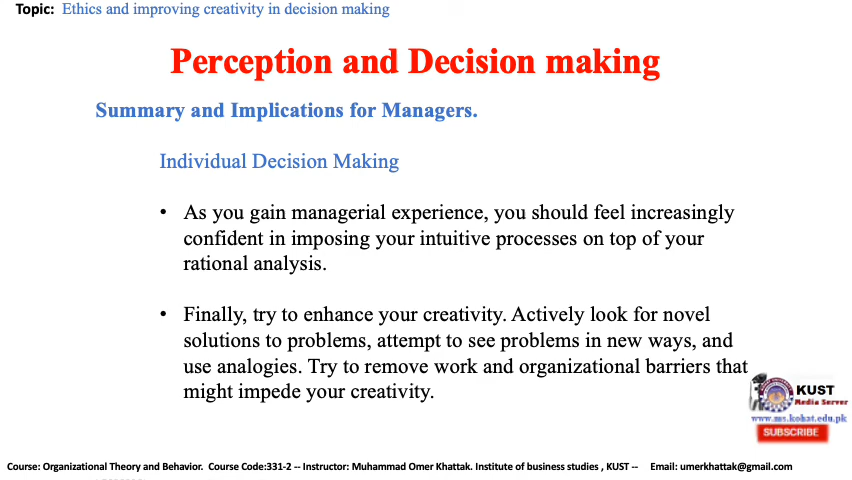 Topic: Ethics and improving creativity in decision making
Perception and Decision making
Summary and Implications for Managers.
Individual Decision Making
• As you gain managerial experience, you should feel increasingly
confident in imposing your intuitive processes on top of your
rational analysis.
• Finally, try to enhance your creativity. Actively look for novel
solutions to problems, attempt to see problems in new ways, and
use analogies. Try to remove work and organizational barriers that
might impede your creativity.
KUST
Media Server
www.ms.kohat.edu.pk
SUBSCRIBE
Course: Organizational Theory and Behavior. Course Code:331-2 -- Instructor: Muhammad Omer Khattak. Institute of business studies , KUST -- Email: umerkhattak@gmail.com